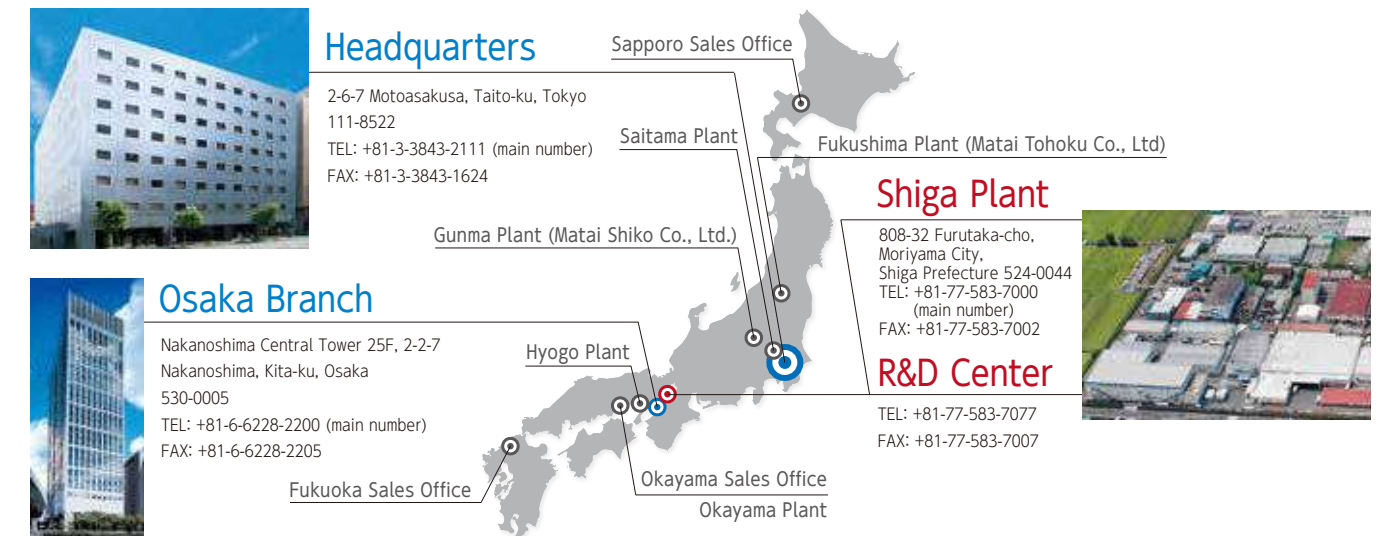 Headquarters
2-6-7 Motoasakusa, Taito-ku, Tokyo
111-8522
TEL: +81-3-3843-2111 (main number)
FAX: +81-3-3843-1624
Sapporo Sales Office
Saitama Plant
Fukushima Plant (Matai Tohoku Co., Ltd)
Gunma Plant (Matai Shiko Co., Ltd.)
Shiga Plant
808-32 Furutaka-cho,
Moriyama City,
Shiga Prefecture 524-0044
TEL: +81-77-583-7000
(main number)
FAX: +81-77-583-7002
R&D Center
TEL: +81-77-583-7077
FAX: +81-77-583-7007
Osaka Branch
Nakanoshima Central Tower 25F, 2-2-7
Nakanoshima, Kita-ku, Osaka
530-0005
TEL: +81-6-6228-2200 (main number)
FAX: +81-6-6228-2205
Hyogo Plant
Fukuoka Sales Office
Okayama Sales Office
Okayama Plant